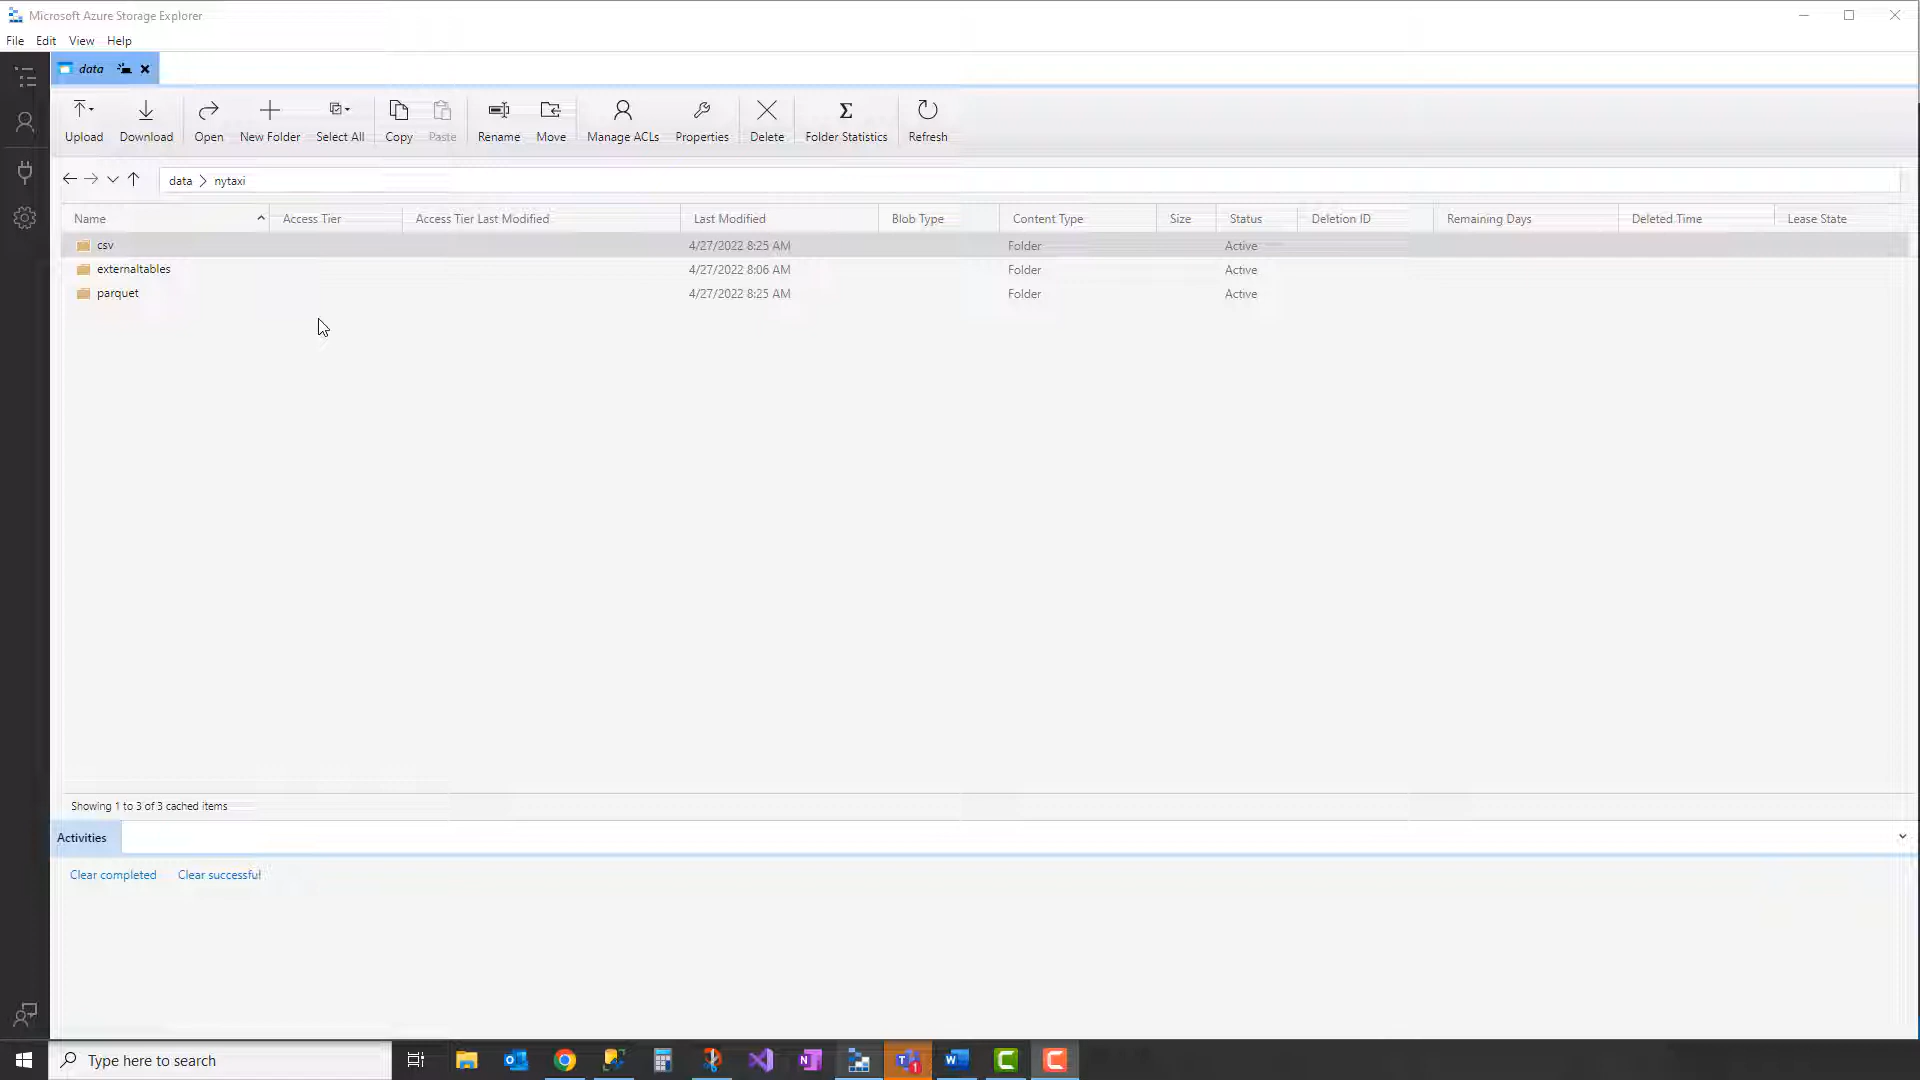 Microsoft Azure Storage Explorer
File Edit View Help
data
Upload Download Open New Folder Select All Copy Paste Rename Move Manage ACLs Properties Delete Folder Statistics Refresh
data > nytaxi
Name Access Tier Access Tier Last Modified Last Modified Blob Type Content Type Size Status Deletion ID Remaining Days Deleted Time Lease State
csv 4/27/2022 8:25 AM Folder Active
externaltables 4/27/2022 8:06 AM Folder Active
parquet 4/27/2022 8:25 AM Folder Active
Showing 1 to 3 of 3 cached items
Activities
Clear completed Clear successful
Type here to search